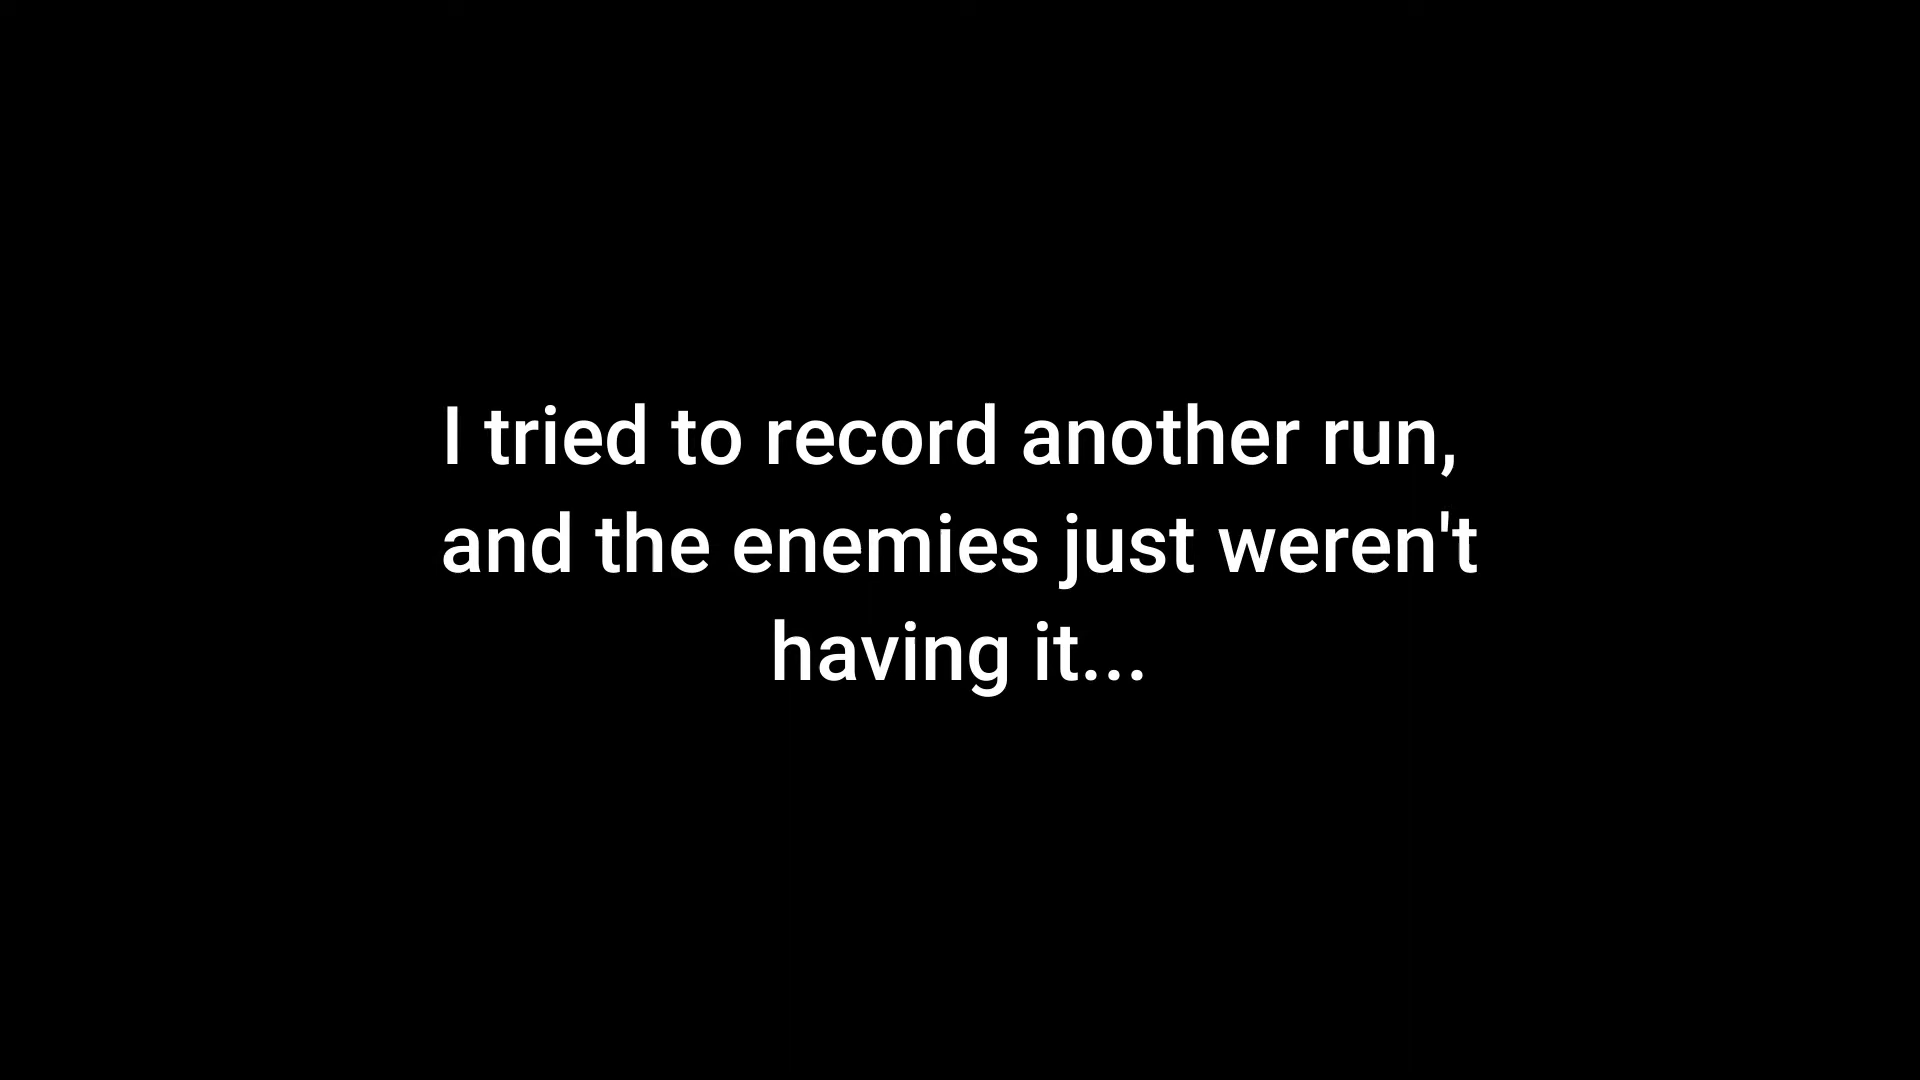 I tried to record another run,
and the enemies just weren't
having it...